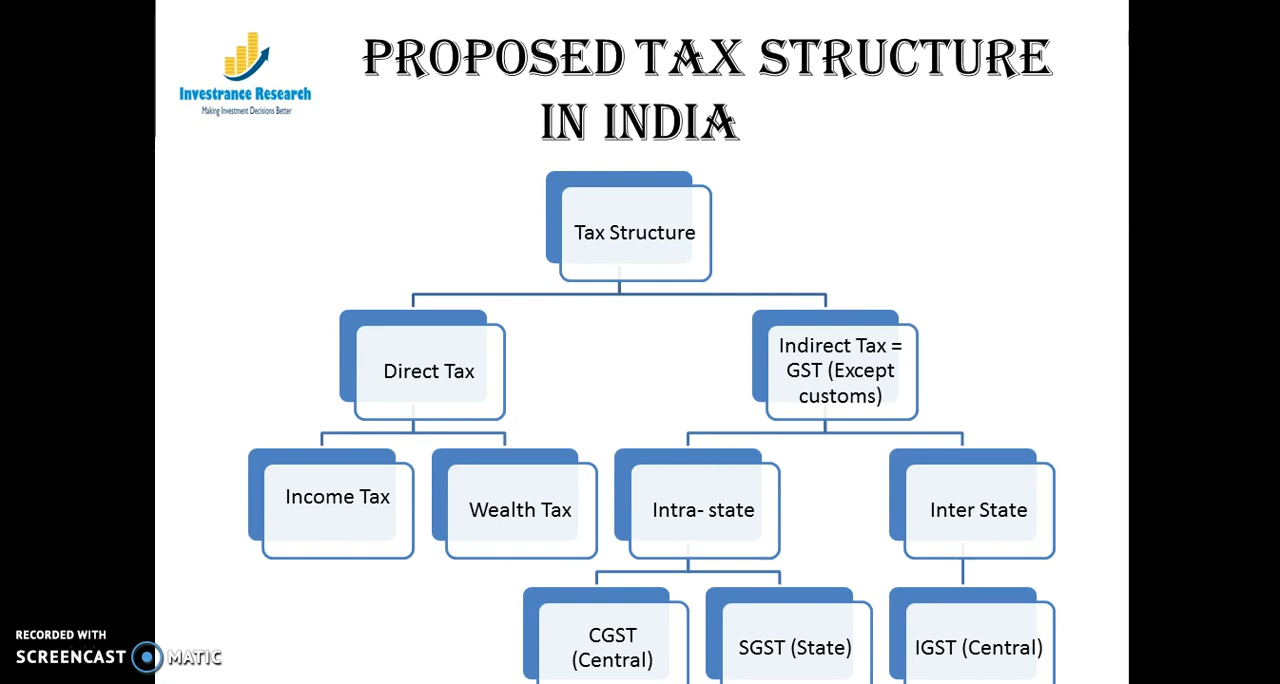 Investrance Research
Making Investment Decisions Better
PROPOSED TAX STRUCTURE
IN INDIA
Tax Structure
Direct Tax
Indirect Tax =
GST (Except
customs)
Income Tax
Wealth Tax
Intra- state
Inter State
CGST
(Central)
SGST (State)
IGST (Central)
RECORDED WITH
SCREENCAST MATIC